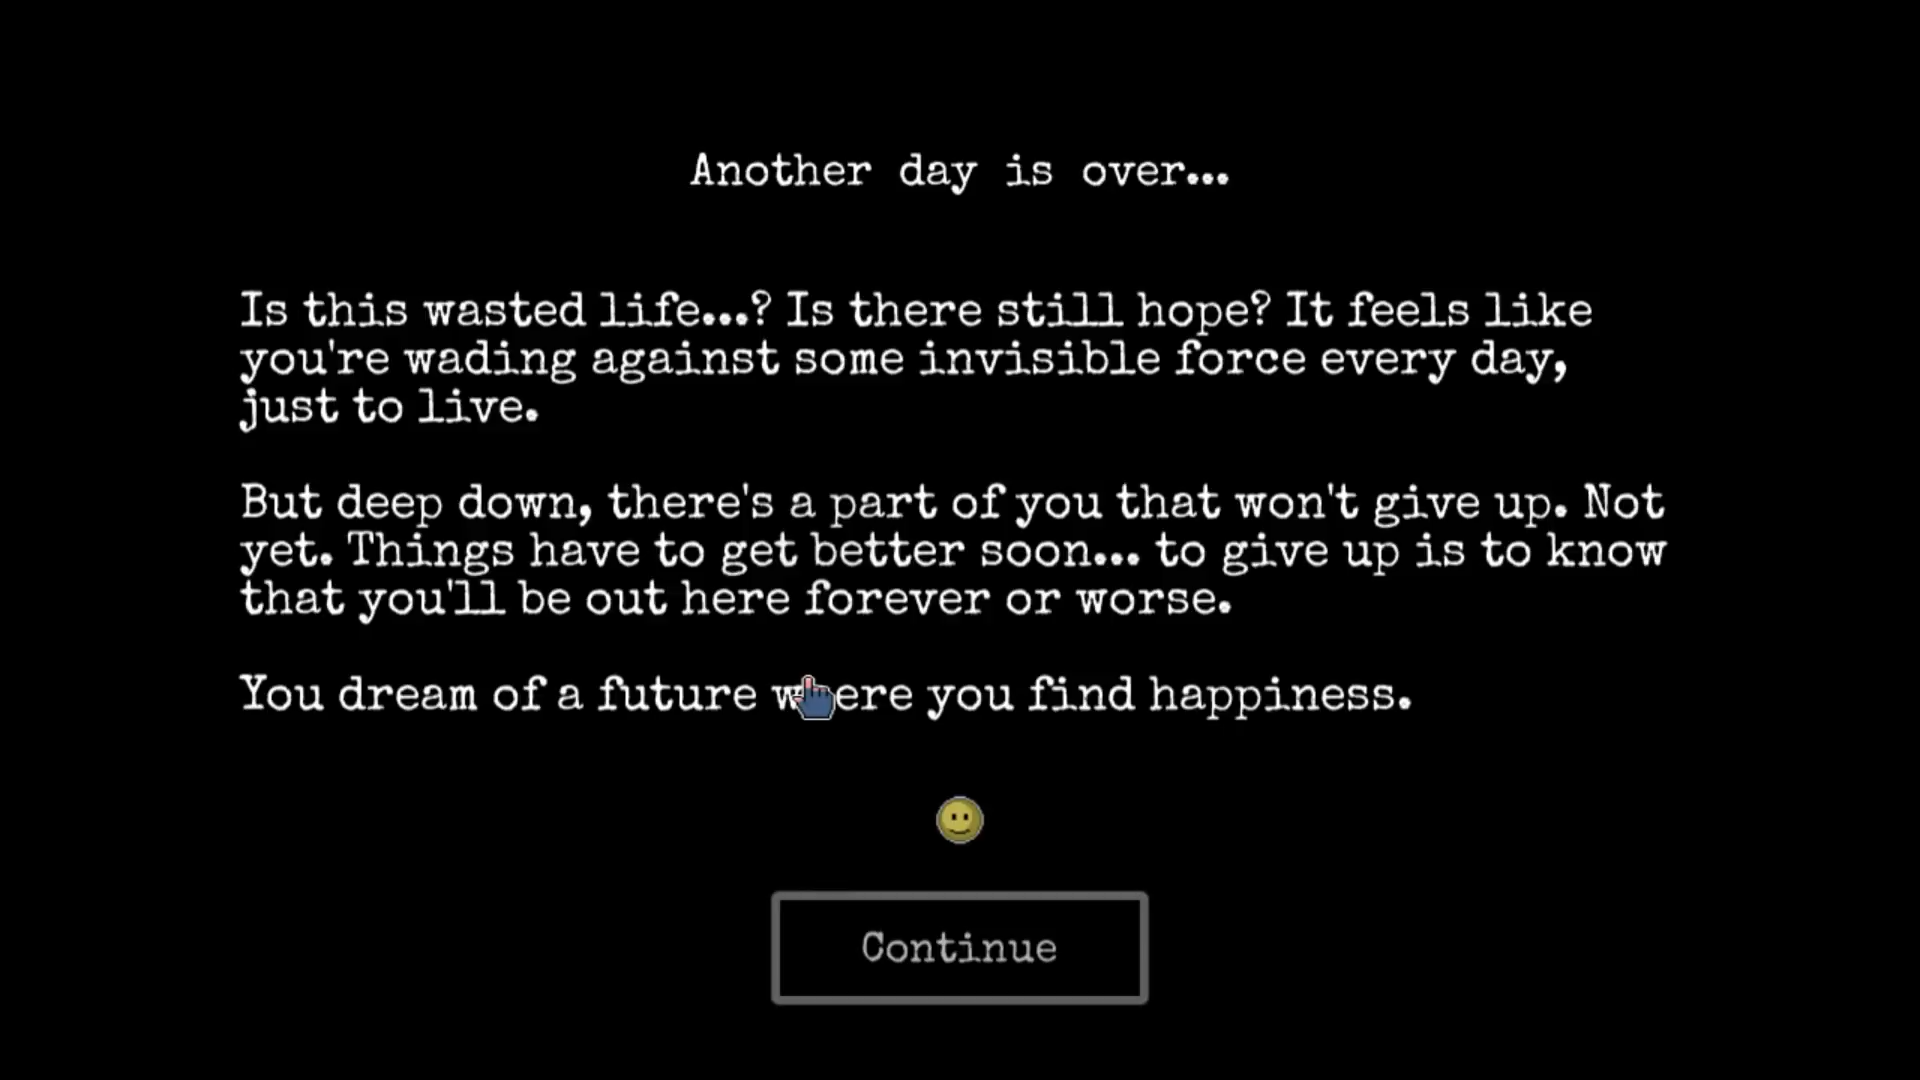 Another day is over...
Is this wasted life...? Is there still hope? It feels like
you're wading against some invisible force every day,
just to live.
But deep down, there's a part of you that won't give up. Not
yet. Things have to get better soon... to give up is to know
that you'll be out here forever or worse.
You dream of a future where you find happiness.
Continue